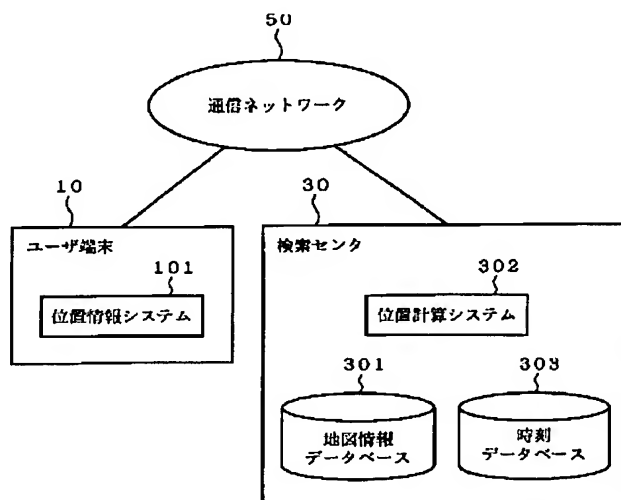 50
通信ネットワーク
10
ユーザ端末
101
位置情報システム
30
検索センタ
302
位置計算システム
301
地図情報
データベース
303
時刻
データベース